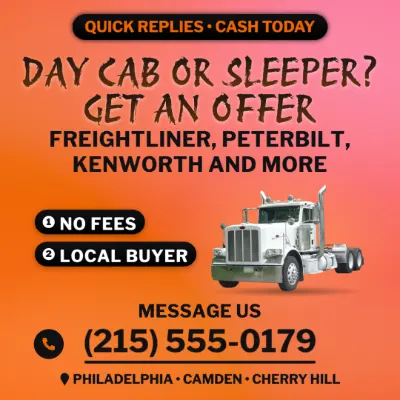 QUICK REPLIES • CASH TODAY
DAY CAB OR SLEEPER?
GET AN OFFER
FREIGHTLINER, PETERBILT,
KENWORTH AND MORE
1 NO FEES
2 LOCAL BUYER
MESSAGE US
(215) 555-0179
PHILADELPHIA • CAMDEN • CHERRY HILL